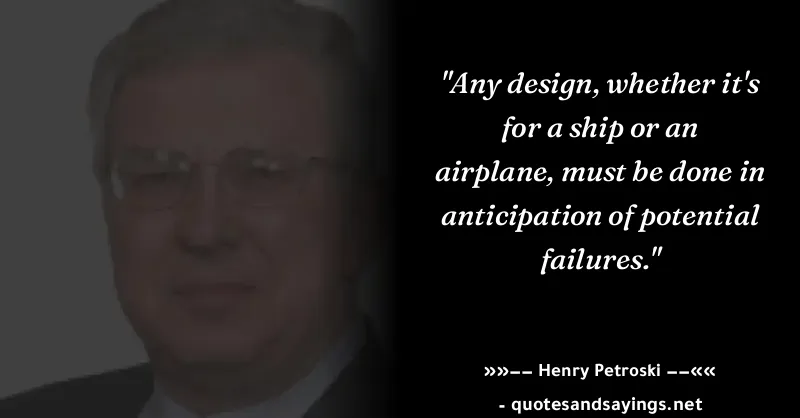 "Any design, whether it's
for a ship or an
airplane, must be done in
anticipation of potential
failures."
»»−− Henry Petroski −−««
- quotesandsayings.net